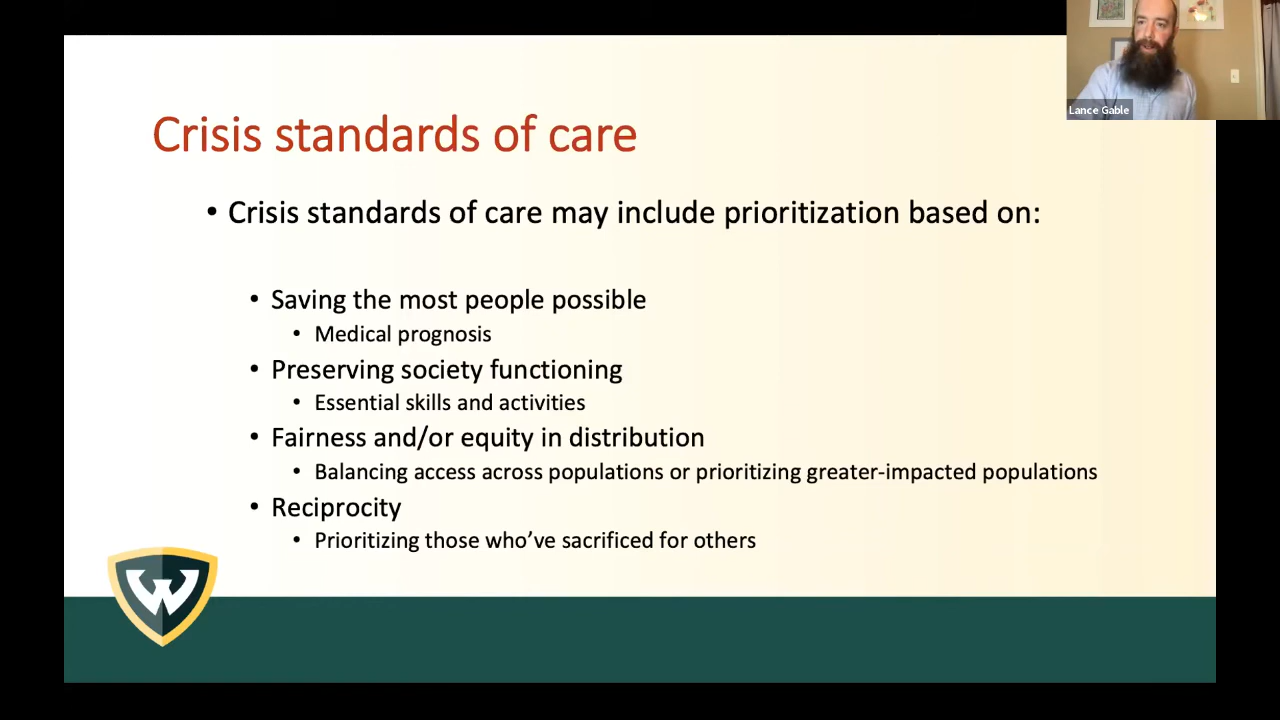 Lance Gable
Crisis standards of care
• Crisis standards of care may include prioritization based on:
• Saving the most people possible
• Medical prognosis
• Preserving society functioning
• Essential skills and activities
• Fairness and/or equity in distribution
• Balancing access across populations or prioritizing greater-impacted populations
• Reciprocity
• Prioritizing those who’ve sacrificed for others
W